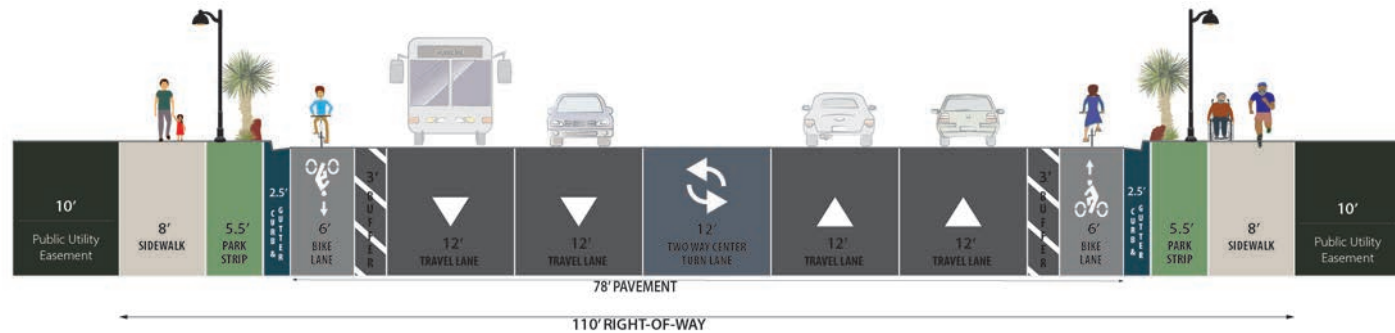 10'
Public Utility
Easement
8'
SIDEWALK
5.5'
PARK
STRIP
2.5'
CURB &
GUTTER
6'
BIKE
LANE
3'
BUFFER
12'
TRAVEL LANE
12'
TRAVEL LANE
12'
TWO WAY CENTER
TURN LANE
12'
TRAVEL LANE
12'
TRAVEL LANE
3'
BUFFER
6'
BIKE
LANE
2.5'
CURB &
GUTTER
5.5'
PARK
STRIP
8'
SIDEWALK
10'
Public Utility
Easement
78' PAVEMENT
110' RIGHT-OF-WAY